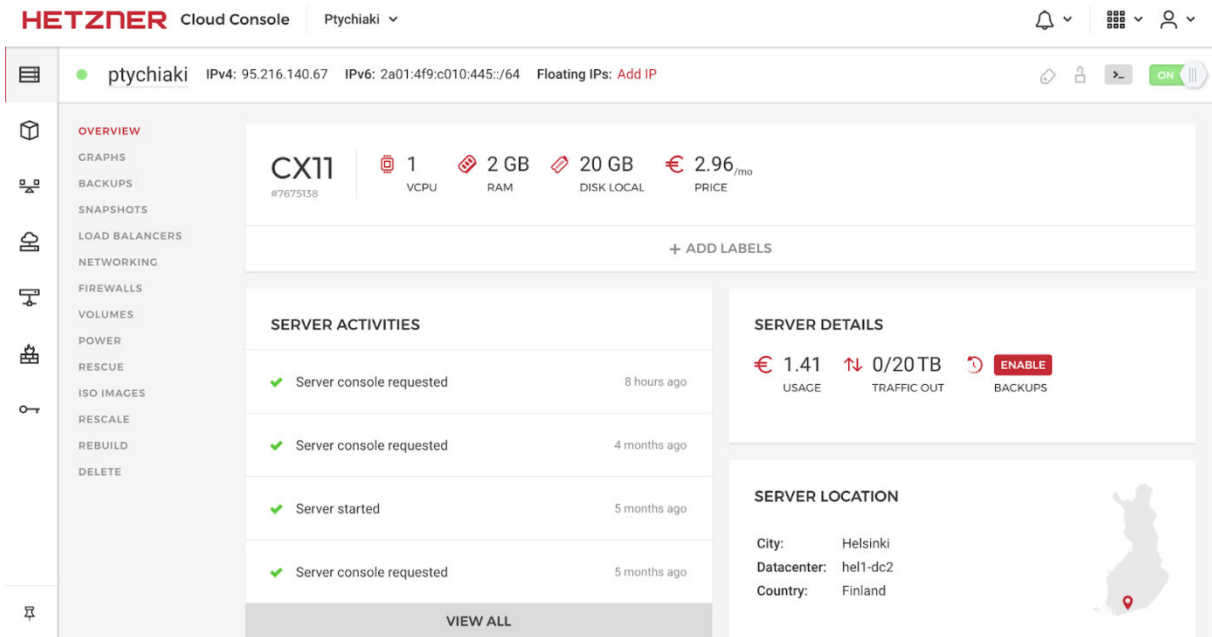 HETZNER Cloud Console Ptychiaki
ptychiaki IPv4: 95.216.140.67 IPv6: 2a01:4f9:c010:445::/64 Floating IPs: Add IP
ON
OVERVIEW
GRAPHS
BACKUPS
SNAPSHOTS
LOAD BALANCERS
NETWORKING
FIREWALLS
VOLUMES
POWER
RESCUE
ISO IMAGES
RESCALE
REBUILD
DELETE
CX11
#7675138
1
VCPU
2 GB
RAM
20 GB
DISK LOCAL
€ 2.96/mo
PRICE
+ ADD LABELS
SERVER ACTIVITIES
Server console requested 8 hours ago
Server console requested 4 months ago
Server started 5 months ago
Server console requested 5 months ago
VIEW ALL
SERVER DETAILS
€ 1.41
USAGE
0/20 TB
TRAFFIC OUT
ENABLE
BACKUPS
SERVER LOCATION
City: Helsinki
Datacenter: hel1-dc2
Country: Finland